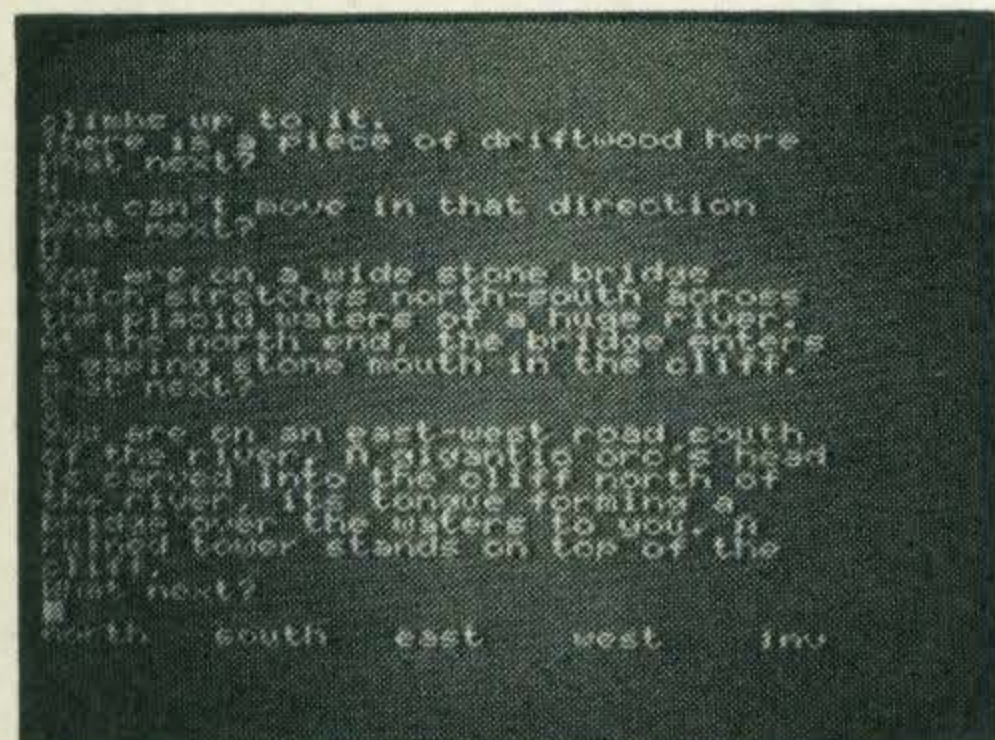 climbs up to it.
There is a piece of driftwood here
What next?
You can't move in that direction
What next?
You are on a wide stone bridge
which stretches north-south across
the placid waters of a huge river.
At the north end, the bridge enters
a gaping stone mouth in the cliff.
What next?
You are on an east-west road south
of the river. A gigantic orc's head
is carved into the cliff north of
the river, its tongue forming a
bridge over the waters to you. A
ruined tower stands on top of the
cliff.
What next?
north south east west inv